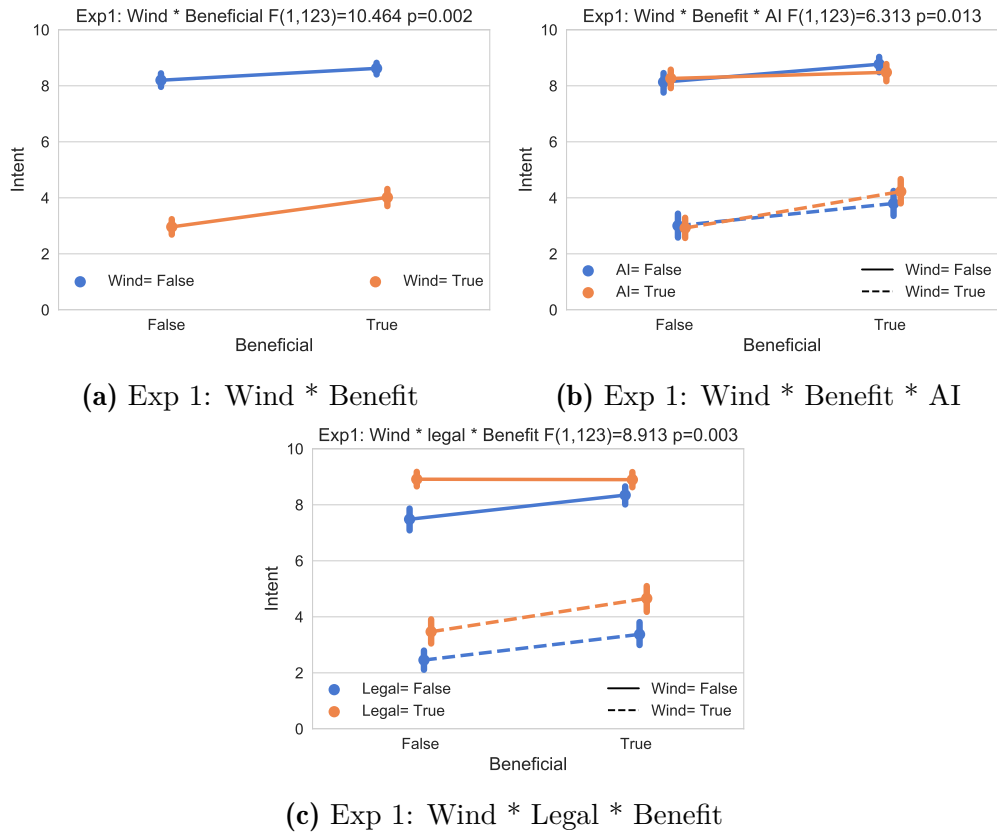 Exp1: Wind * Beneficial F(1,123)=10.464 p=0.002
10
8
6
4
2
0
Intent
Wind= False
Wind= True
False
True
Beneficial
(a) Exp 1: Wind * Benefit
Exp1: Wind * Benefit * AI F(1,123)=6.313 p=0.013
10
8
6
4
2
0
Intent
AI= False
AI= True
Wind= False
Wind= True
False
True
Beneficial
(b) Exp 1: Wind * Benefit * AI
Exp1: Wind * legal * Benefit F(1,123)=8.913 p=0.003
10
8
6
4
2
0
Intent
Legal= False
Legal= True
Wind= False
Wind= True
False
True
Beneficial
(c) Exp 1: Wind * Legal * Benefit